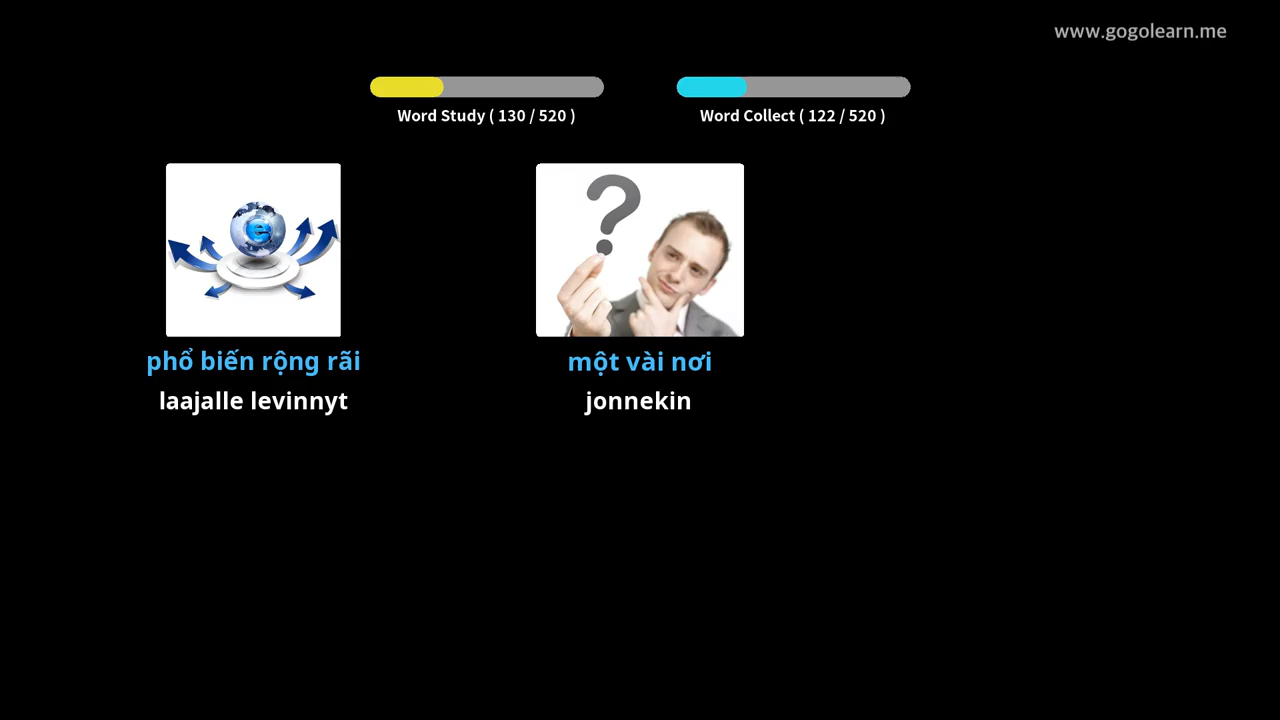 www.gogolearn.me
Word Study ( 130 / 520 )
Word Collect ( 122 / 520 )
e
?
phổ biến rộng rãi
laajalle levinnyt
một vài nơi
jonnekin